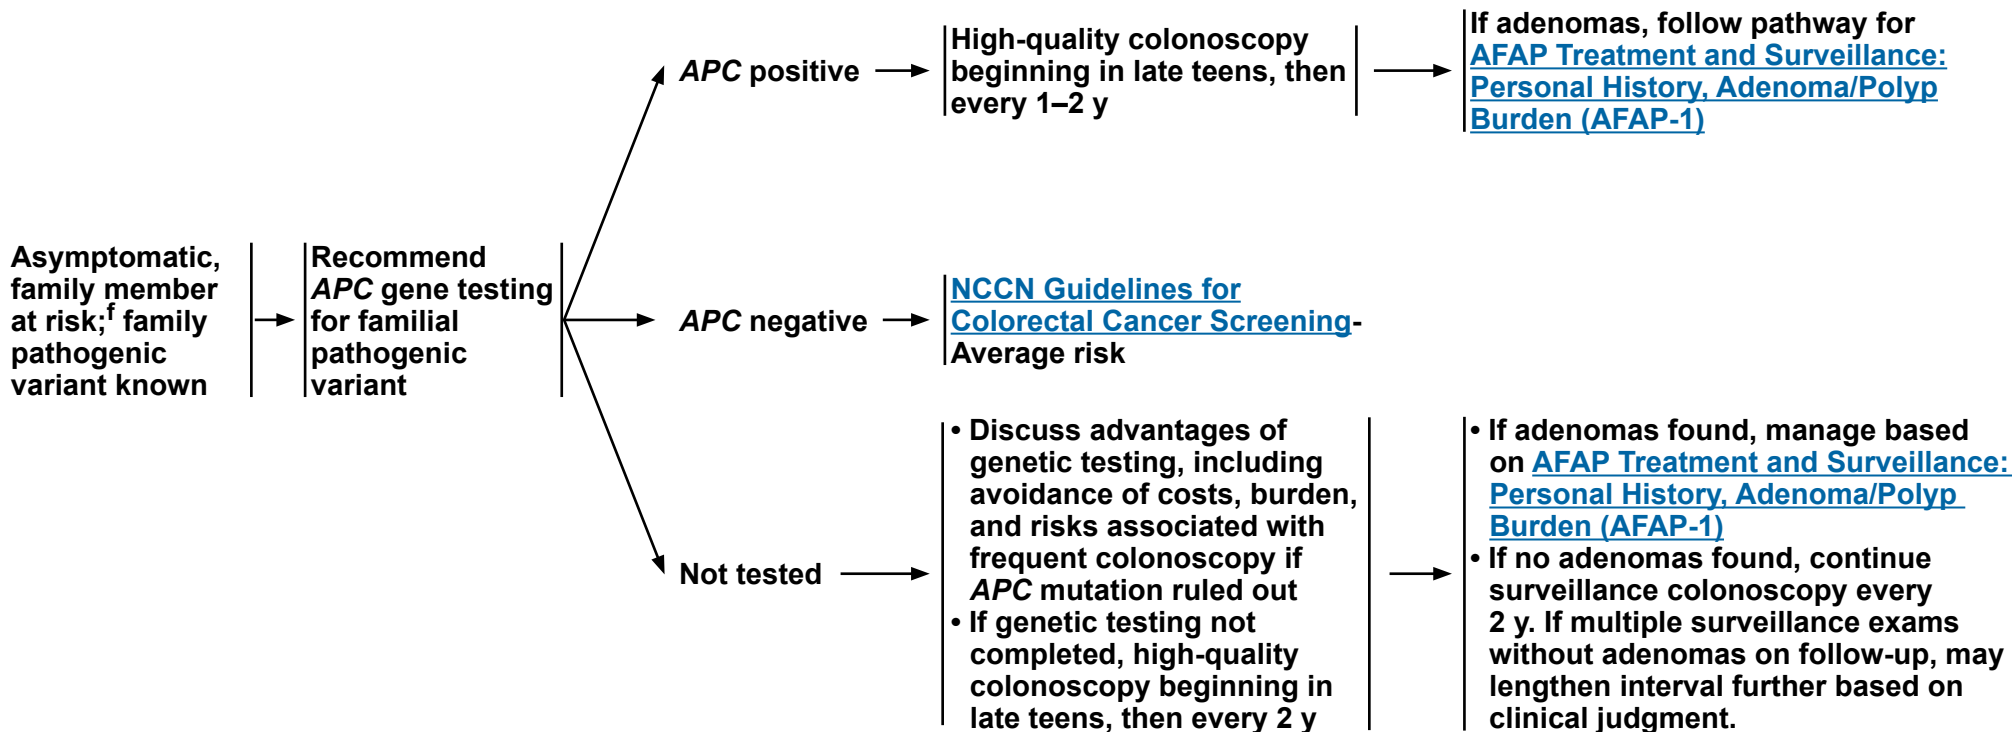 Asymptomatic,
family member
at risk;f family
pathogenic
variant known
Recommend
APC gene testing
for familial
pathogenic
variant
APC positive
High-quality colonoscopy
beginning in late teens, then
every 1–2 y
If adenomas, follow pathway for
AFAP Treatment and Surveillance:
Personal History, Adenoma/Polyp
Burden (AFAP-1)
APC negative
NCCN Guidelines for
Colorectal Cancer Screening-
Average risk
Not tested
• Discuss advantages of
genetic testing, including
avoidance of costs, burden,
and risks associated with
frequent colonoscopy if
APC mutation ruled out
• If genetic testing not
completed, high-quality
colonoscopy beginning in
late teens, then every 2 y
• If adenomas found, manage based
on AFAP Treatment and Surveillance:
Personal History, Adenoma/Polyp
Burden (AFAP-1)
• If no adenomas found, continue
surveillance colonoscopy every
2 y. If multiple surveillance exams
without adenomas on follow-up, may
lengthen interval further based on
clinical judgment.